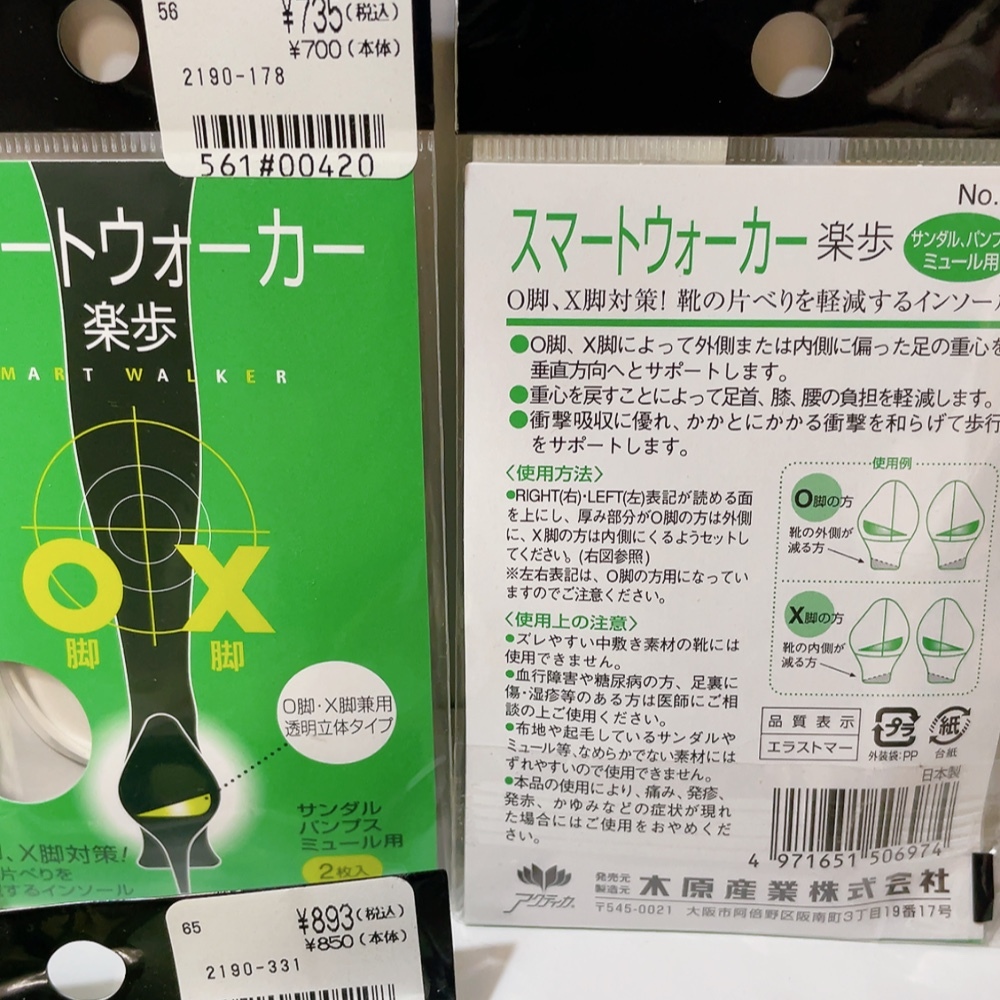 56
¥735(税込)
¥700(本体)
2190-178
561#00420
ートウォーカー
楽歩
MART WALKER
O X
脚 脚
O脚・X脚兼用
透明立体タイプ
サンダル
パンプス
ミュール用
2枚入
、X脚対策!
片べりを
するインソール
65
¥893(税込)
¥850(本体)
2190-331
No.
スマートウォーカー 楽歩
サンダル、パンプ
ミュール用
O脚、X脚対策! 靴の片べりを軽減するインソー
●O脚、X脚によって外側または内側に偏った足の重心を
垂直方向へとサポートします。
●重心を戻すことによって足首、膝、腰の負担を軽減します。
●衝撃吸収に優れ、かかとにかかる衝撃を和らげて歩行
をサポートします。
〈使用方法〉
●RIGHT(右)・LEFT(左)表記が読める面
を上にし、厚み部分がO脚の方は外側
に、X脚の方は内側にくるようセットし
てください。(右図参照)
※左右表記は、O脚の方用になってい
ますのでご注意ください。
使用例
O脚の方
靴の外側が
減る方
X脚の方
靴の内側が
減る方
〈使用上の注意〉
●ズレやすい中敷き素材の靴には
使用できません。
●血行障害や糖尿病の方、足裏に
傷・湿疹等のある方は医師にご相
談の上ご使用ください。
●布地や起毛しているサンダルや
ミュール等、なめらかでない素材には
ずれやすいので使用できません。
●本品の使用により、痛み、発疹、
発赤、かゆみなどの症状が現れ
た場合にはご使用をおやめくだ
さい。
品質表示
エラストマー
プラ
外装袋:PP
紙
台紙
日本製
4 971651 506974
アクティカ
発売元
製造元
木原産業株式会社
〒545-0021 大阪市阿倍野区阪南町3丁目19番17号